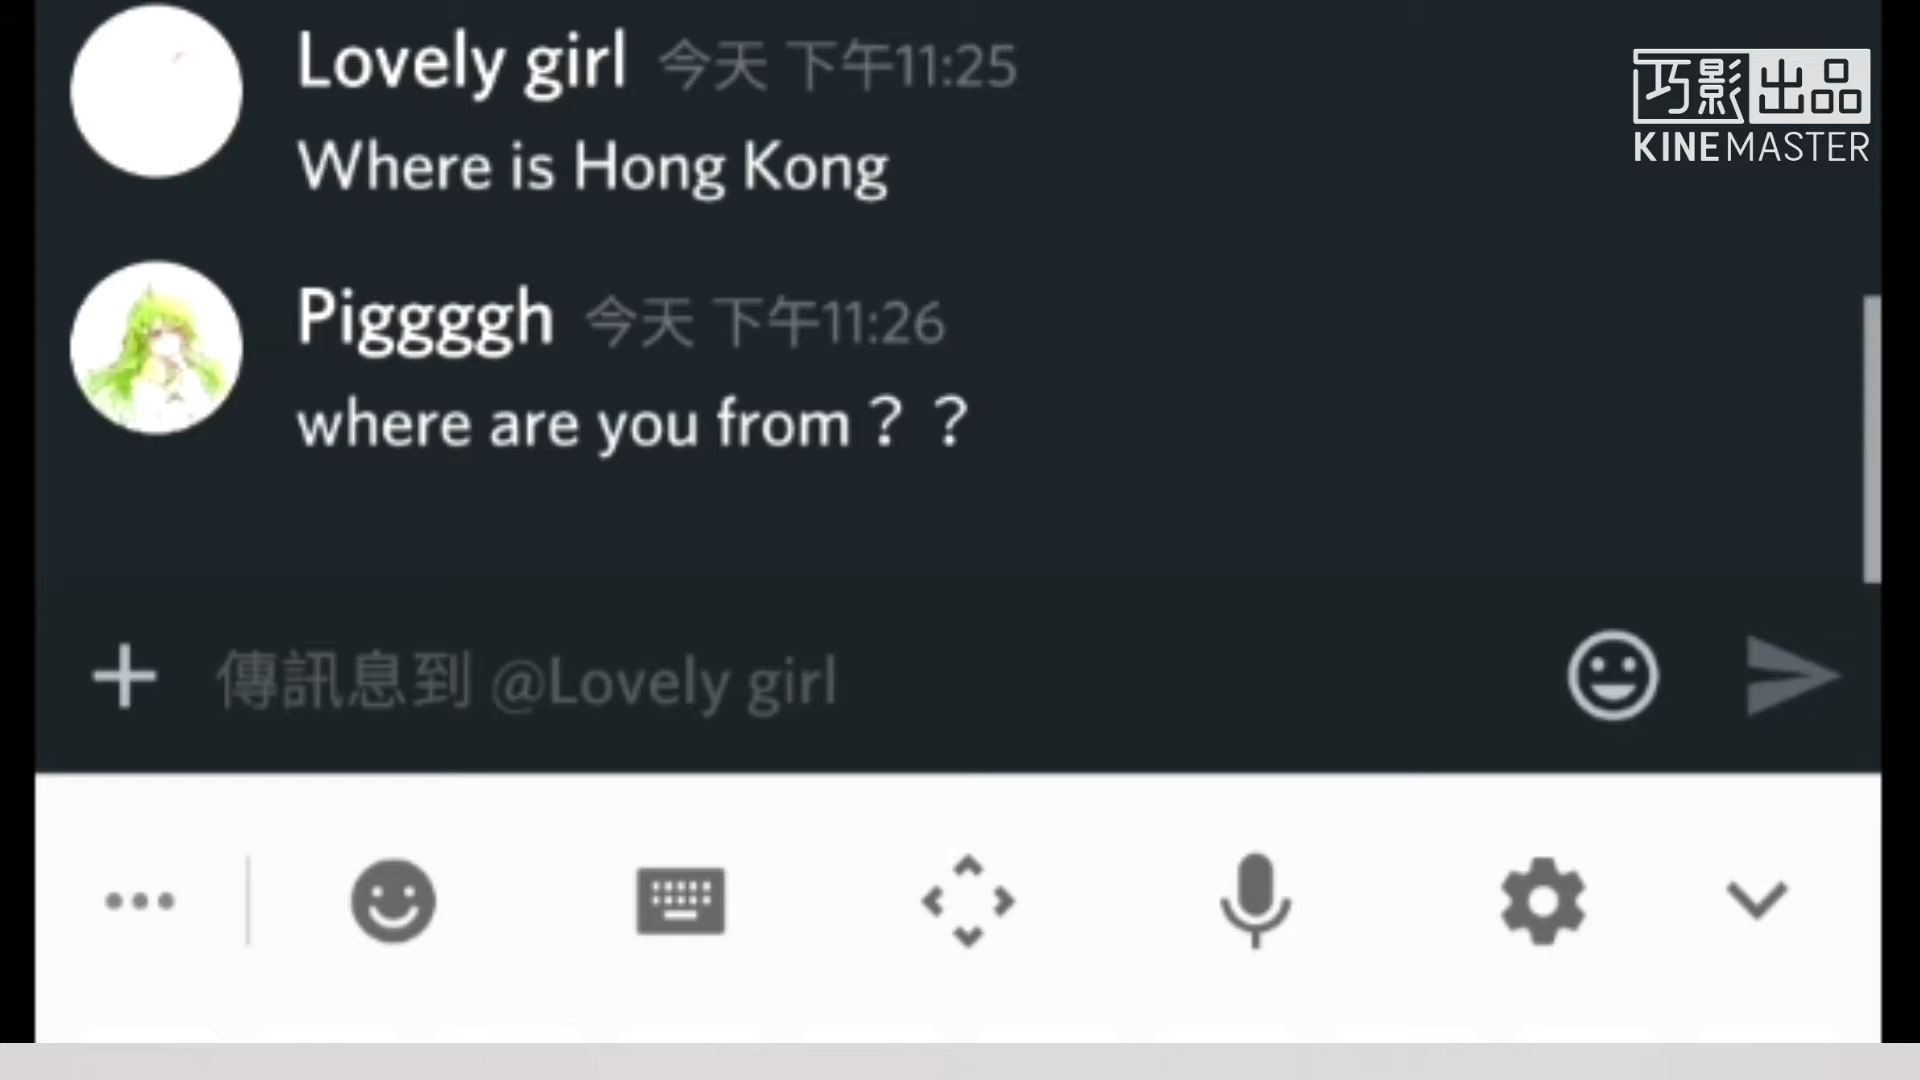 Lovely girl 今天 下午11:25
巧影出品
KINEMASTER
Where is Hong Kong
Diggggh 今天 下午11:26
where are you from？？
傳訊息到 @Lovely girl